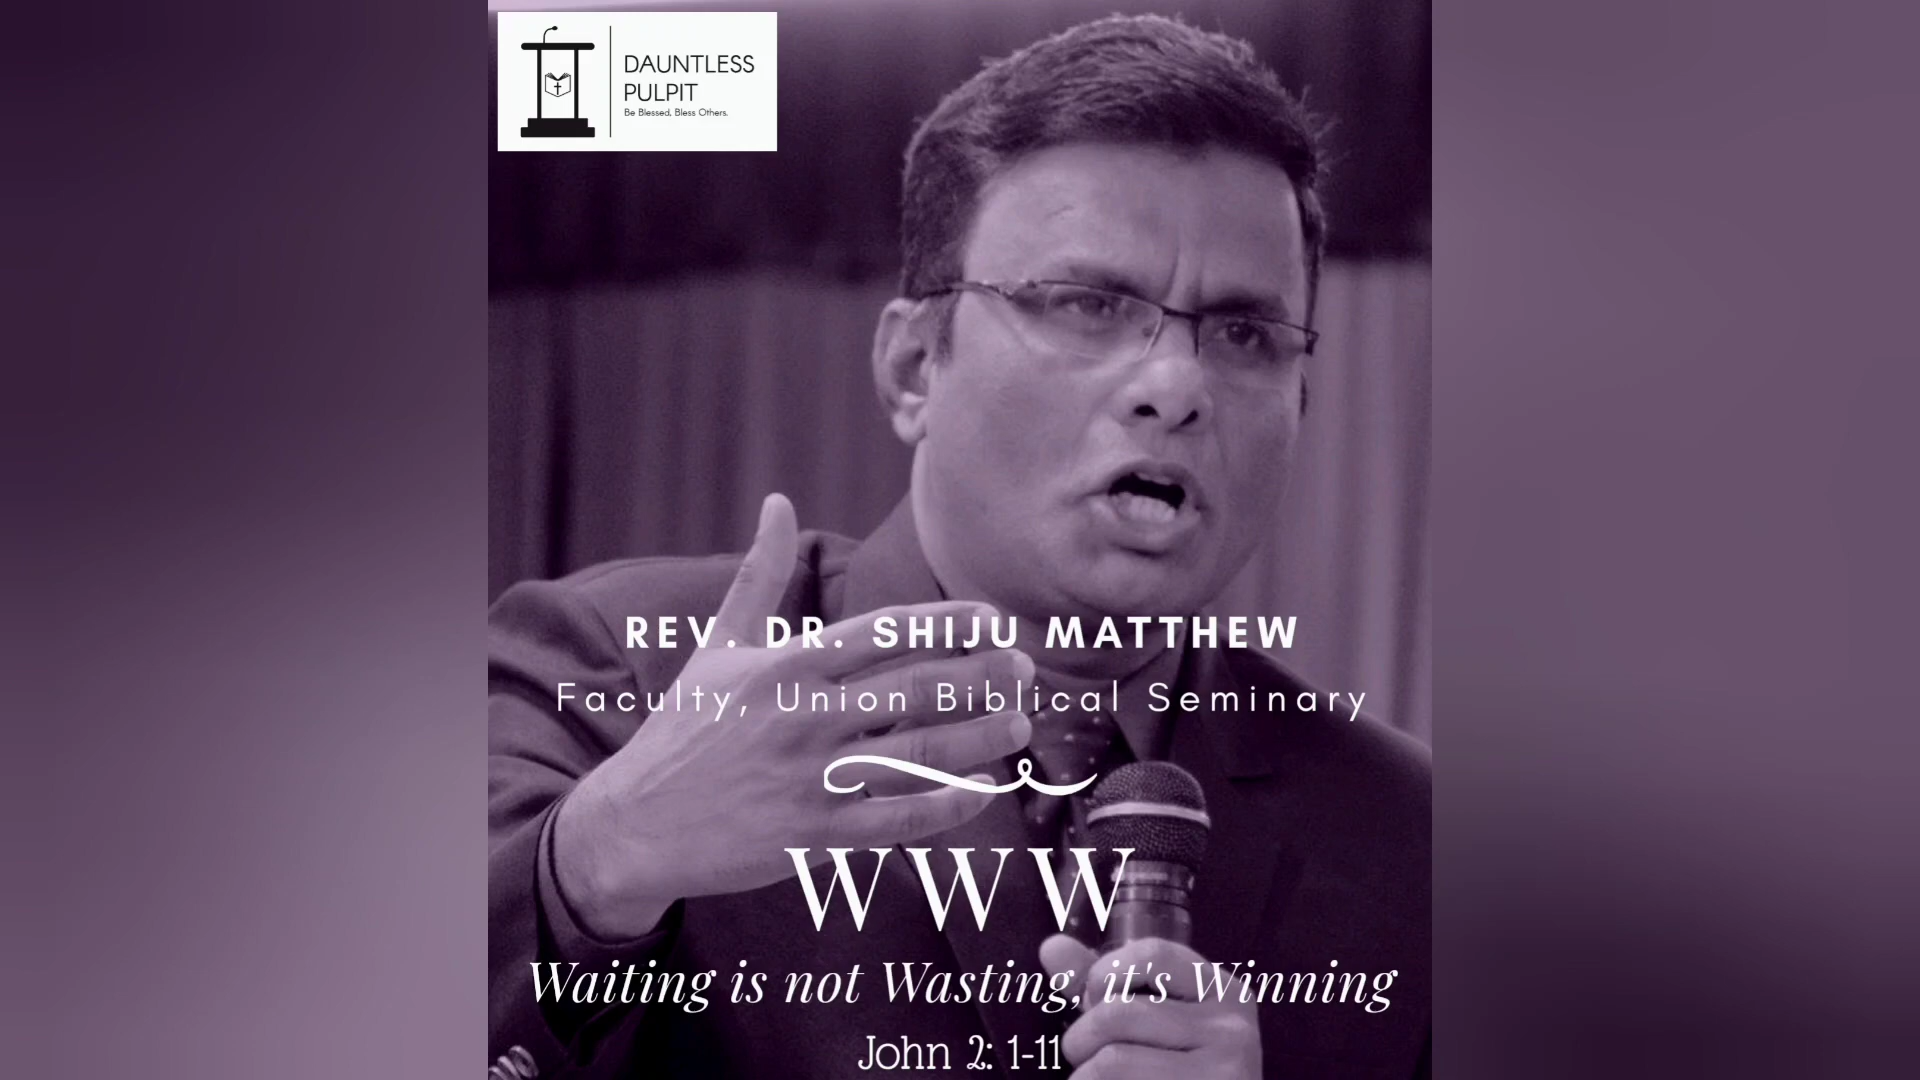 DAUNTLESS
PULPIT
Be Blessed, Bless Others.
REV. DR. SHIJU MATTHEW
Faculty, Union Biblical Seminary
WWW
Waiting is not Wasting, it's Winning
John 2: 1-11